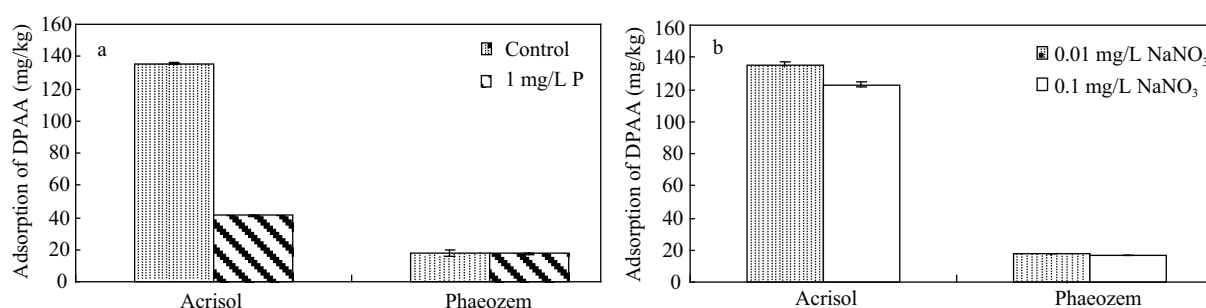 160
140
120
100
80
60
40
20
0
Adsorption of DPAA (mg/kg)
a
Control
1 mg/L P
Acrisol Phaeozem
160
140
120
100
80
60
40
20
0
Adsorption of DPAA (mg/kg)
b
0.01 mg/L NaNO₃
0.1 mg/L NaNO₃
Acrisol Phaeozem